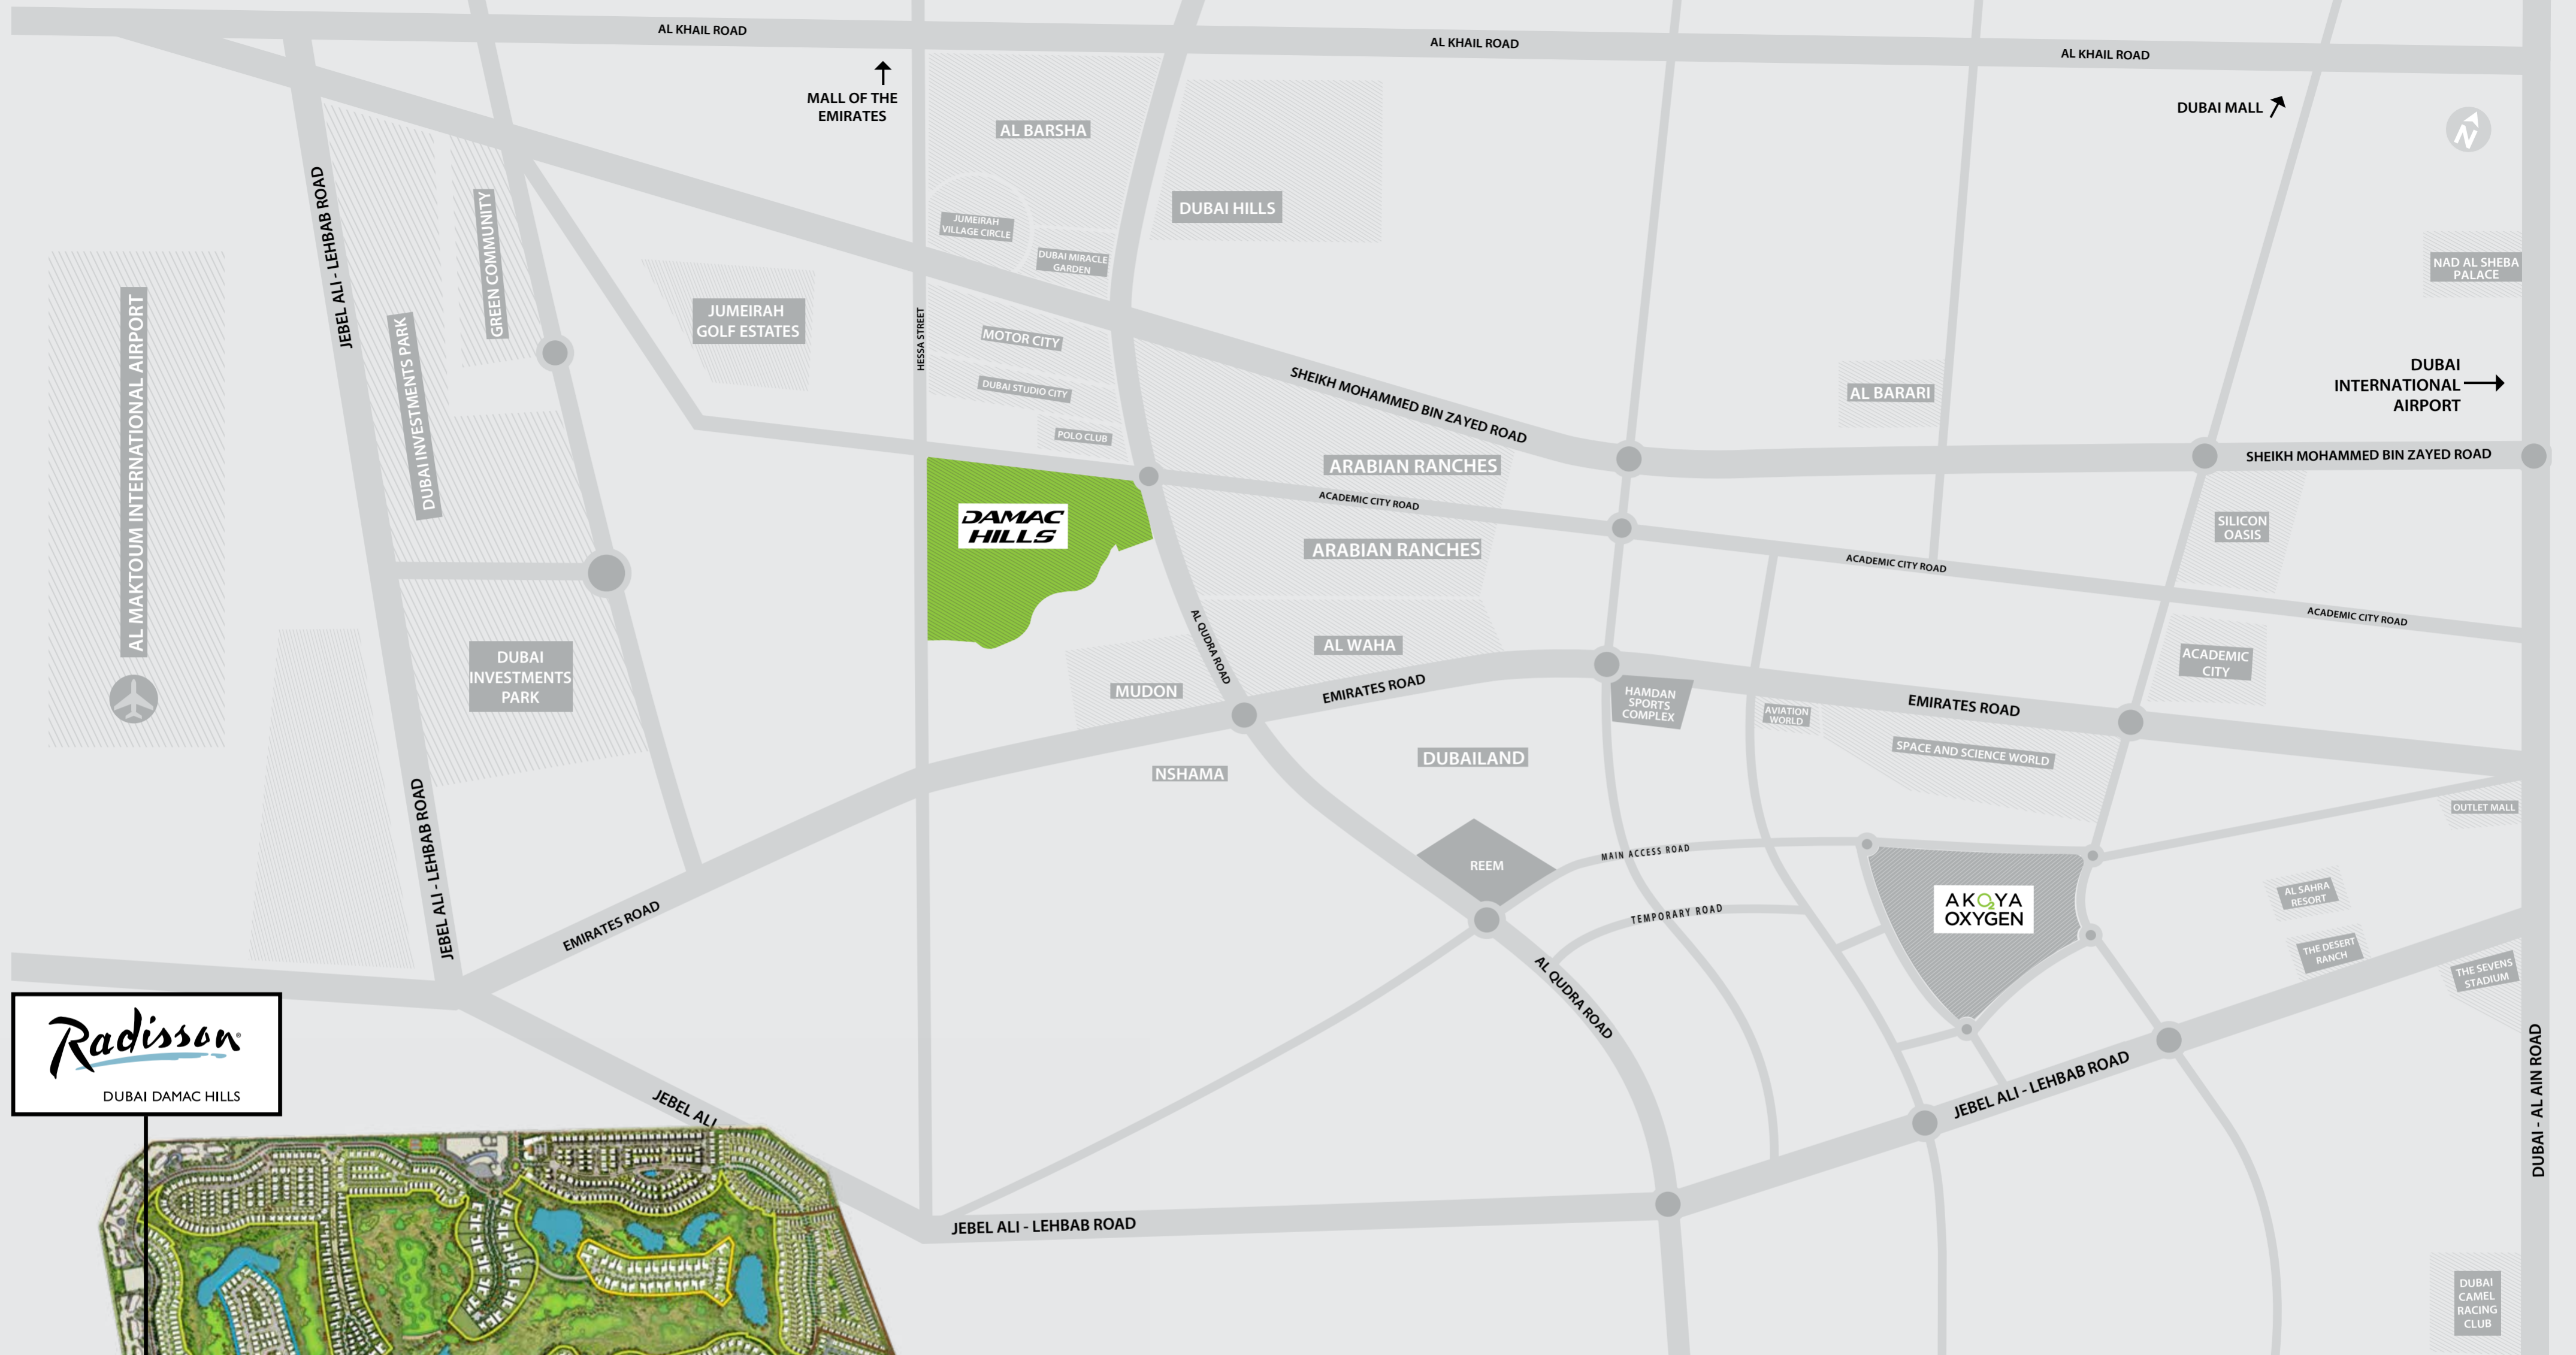 AL KHAIL ROAD
AL KHAIL ROAD
AL KHAIL ROAD
MALL OF THE
EMIRATES
DUBAI MALL
N
AL BARSHA
DUBAI HILLS
JUMEIRAH
VILLAGE CIRCLE
DUBAI MIRACLE
GARDEN
JEBEL ALI - LEHBAB ROAD
GREEN COMMUNITY
NAD AL SHEBA
PALACE
AL MAKTOUM INTERNATIONAL AIRPORT
DUBAI INVESTMENTS PARK
JUMEIRAH
GOLF ESTATES
HESSA STREET
MOTOR CITY
DUBAI STUDIO CITY
POLO CLUB
SHEIKH MOHAMMED BIN ZAYED ROAD
AL BARARI
DUBAI
INTERNATIONAL
AIRPORT
SHEIKH MOHAMMED BIN ZAYED ROAD
ARABIAN RANCHES
ACADEMIC CITY ROAD
DAMAC
HILLS
ARABIAN RANCHES
SILICON
OASIS
ACADEMIC CITY ROAD
ACADEMIC CITY ROAD
AL QUDRA ROAD
AL WAHA
ACADEMIC
CITY
DUBAI
INVESTMENTS
PARK
MUDON
EMIRATES ROAD
HAMDAN
SPORTS
COMPLEX
AVIATION
WORLD
EMIRATES ROAD
SPACE AND SCIENCE WORLD
DUBAILAND
NSHAMA
OUTLET MALL
JEBEL ALI - LEHBAB ROAD
REEM
MAIN ACCESS ROAD
TEMPORARY ROAD
AKO2YA
OXYGEN
AL SAHRA
RESORT
THE DESERT
RANCH
THE SEVENS
STADIUM
EMIRATES ROAD
AL QUDRA ROAD
Radisson®
DUBAI DAMAC HILLS
JEBEL ALI
JEBEL ALI - LEHBAB ROAD
DUBAI - AL AIN ROAD
JEBEL ALI - LEHBAB ROAD
DUBAI
CAMEL
RACING
CLUB